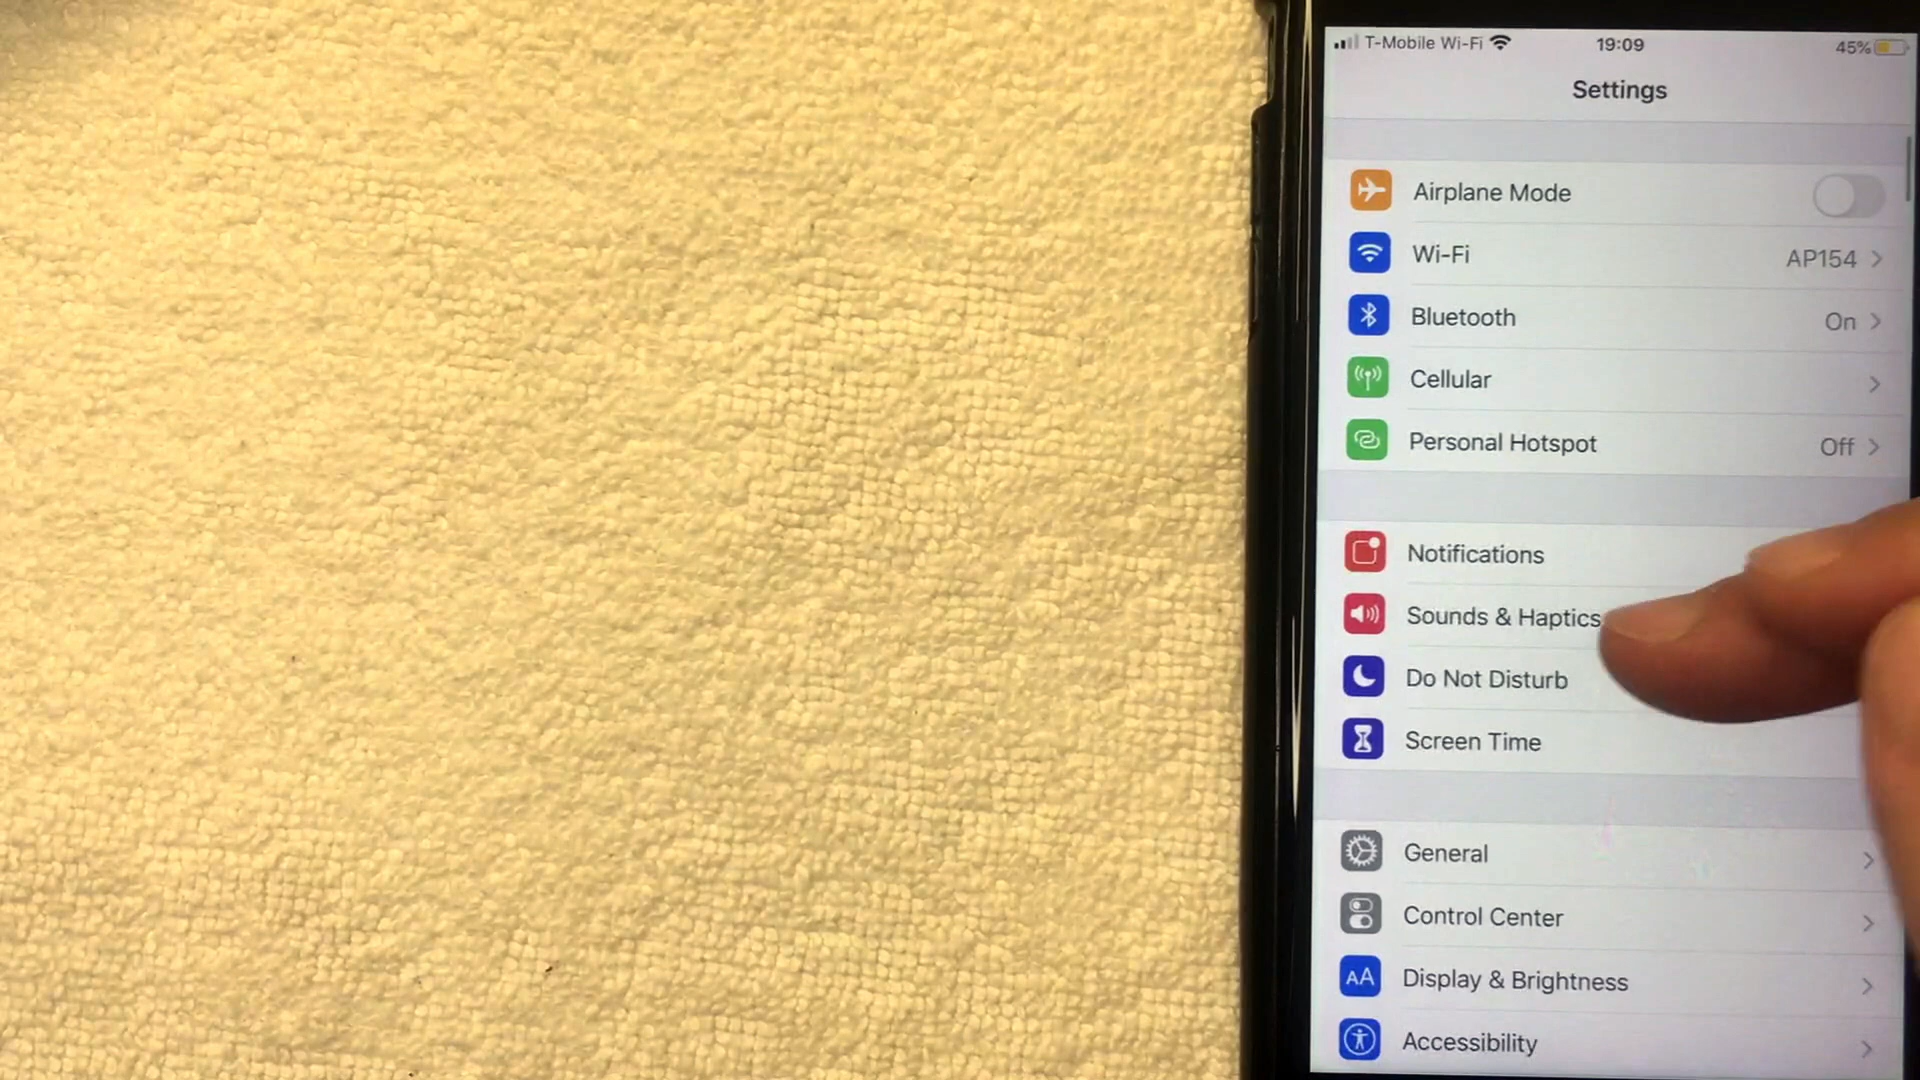 T-Mobile Wi-Fi 19:09 45%
Settings
Airplane Mode
Wi-Fi AP154
Bluetooth On
Cellular
Personal Hotspot Off
Notifications
Sounds & Haptics
Do Not Disturb
Screen Time
General
Control Center
AA Display & Brightness
Accessibility